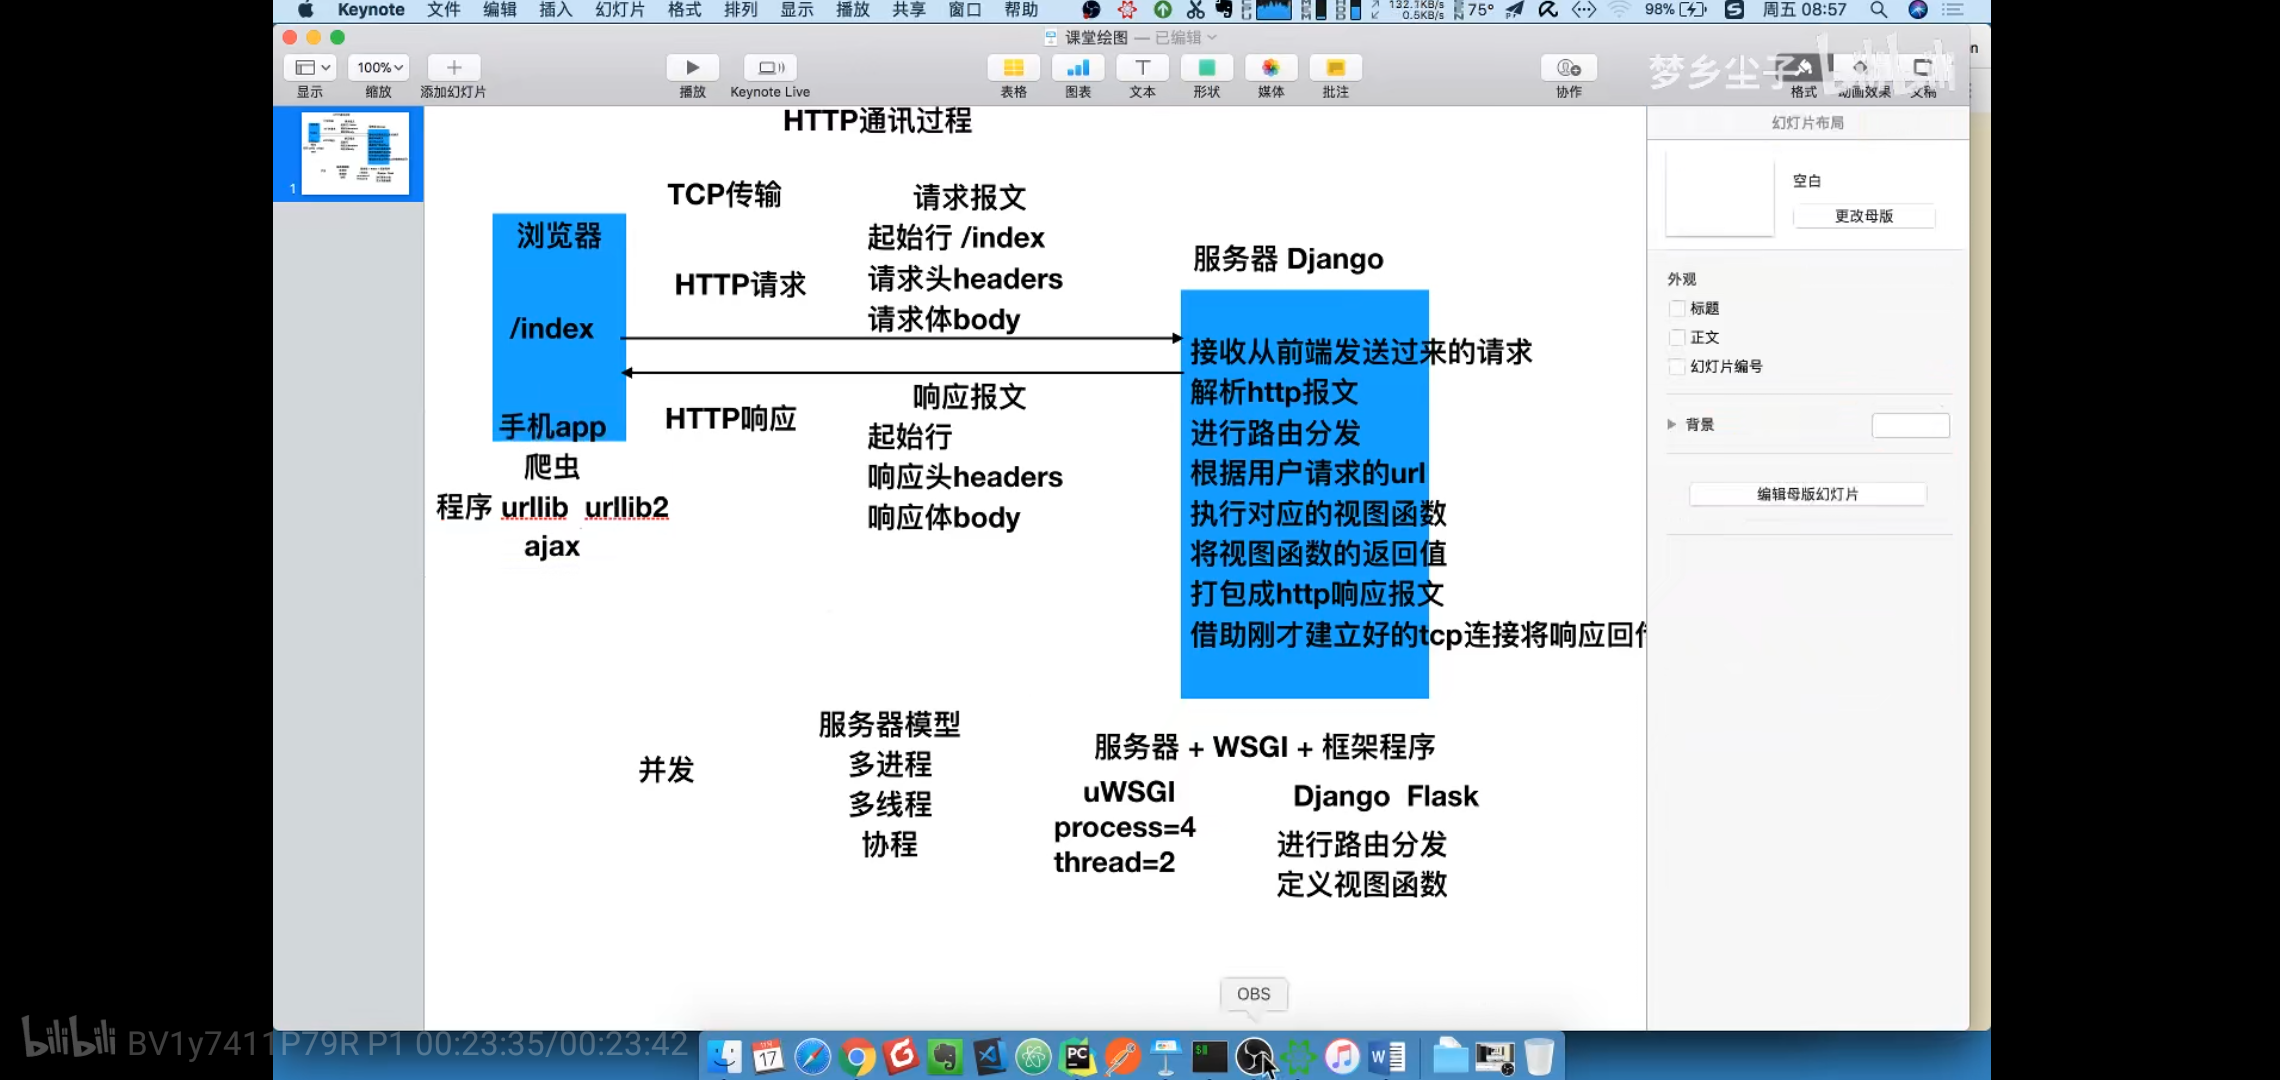 Keynote 文件 编辑 插入 幻灯片 格式 排列 显示 播放 共享 窗口 帮助
132.1KB/s
0.5KB/s
75° 98% 周五 08:57
课堂绘图 — 已编辑
100%
显示 缩放 添加幻灯片 播放 Keynote Live 表格 图表 文本 形状 媒体 批注 协作 格式 动画效果 文稿
梦乡尘子 bilibili
1
HTTP通讯过程
TCP传输
请求报文
起始行 /index
请求头headers
请求体body
浏览器
HTTP请求
/index
手机app
爬虫
程序 urllib urllib2
ajax
HTTP响应
响应报文
起始行
响应头headers
响应体body
服务器 Django
接收从前端发送过来的请求
解析http报文
进行路由分发
根据用户请求的url
执行对应的视图函数
将视图函数的返回值
打包成http响应报文
借助刚才建立好的tcp连接将响应回传
并发
服务器模型
多进程
多线程
协程
服务器 + WSGI + 框架程序
uWSGI
process=4
thread=2
Django Flask
进行路由分发
定义视图函数
幻灯片布局
空白
更改母版
外观
标题
正文
幻灯片编号
背景
编辑母版幻灯片
OBS
17
PC
bilibili BV1y7411P79R P1 00:23:35/00:23:42